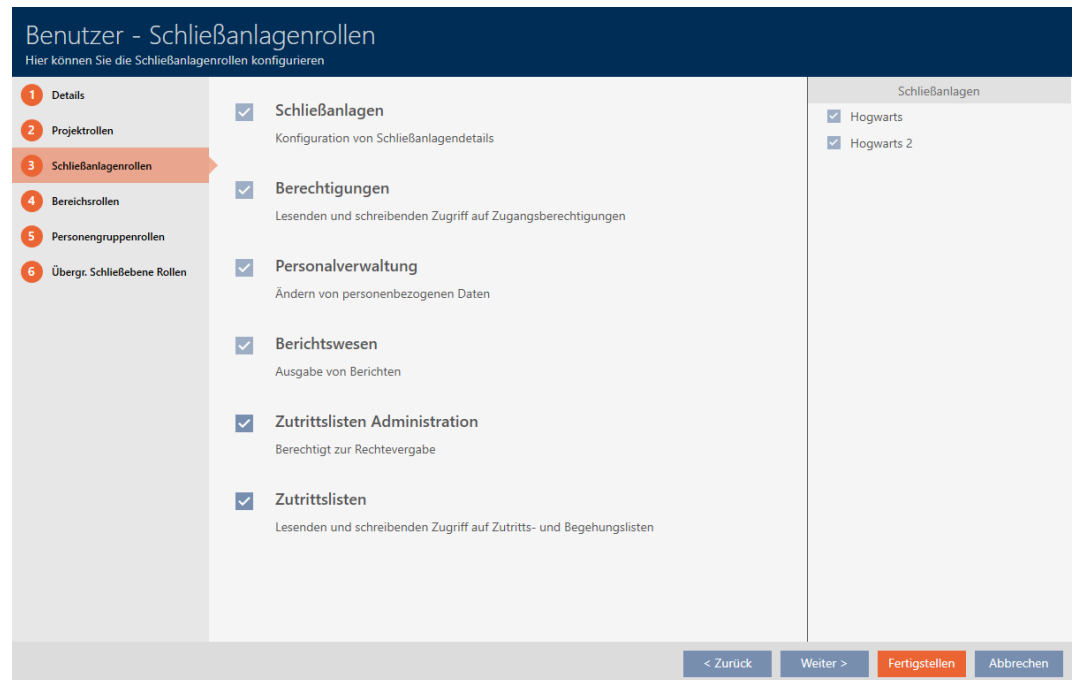 Benutzer - Schließanlagenrollen
Hier können Sie die Schließanlagenrollen konfigurieren
1 Details
2 Projektrollen
3 Schließanlagenrollen
4 Bereichsrollen
5 Personengruppenrollen
6 Übergr. Schließebene Rollen
Schließanlagen
Konfiguration von Schließanlagendetails
Berechtigungen
Lesenden und schreibenden Zugriff auf Zugangsberechtigungen
Personalverwaltung
Ändern von personenbezogenen Daten
Berichtswesen
Ausgabe von Berichten
Zutrittslisten Administration
Berechtigt zur Rechtevergabe
Zutrittslisten
Lesenden und schreibenden Zugriff auf Zutritts- und Begehungslisten
Schließanlagen
Hogwarts
Hogwarts 2
< Zurück
Weiter >
Fertigstellen
Abbrechen